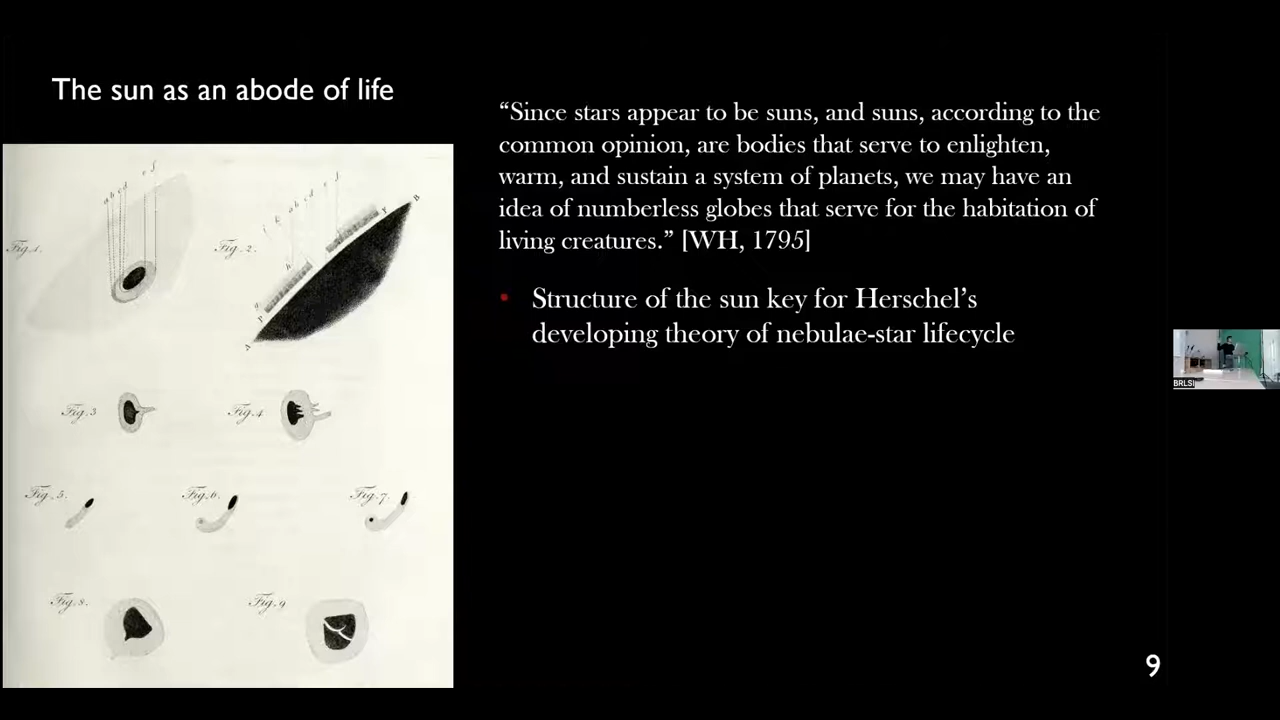 The sun as an abode of life
“Since stars appear to be suns, and suns, according to the
common opinion, are bodies that serve to enlighten,
warm, and sustain a system of planets, we may have an
idea of numberless globes that serve for the habitation of
living creatures.” [WH, 1795]
• Structure of the sun key for Herschel’s
developing theory of nebulae-star lifecycle
Fig. 1.
Fig. 2.
Fig. 3
Fig. 4
Fig. 5.
Fig. 6.
Fig. 7.
Fig. 8.
Fig. 9
BRLSI
9